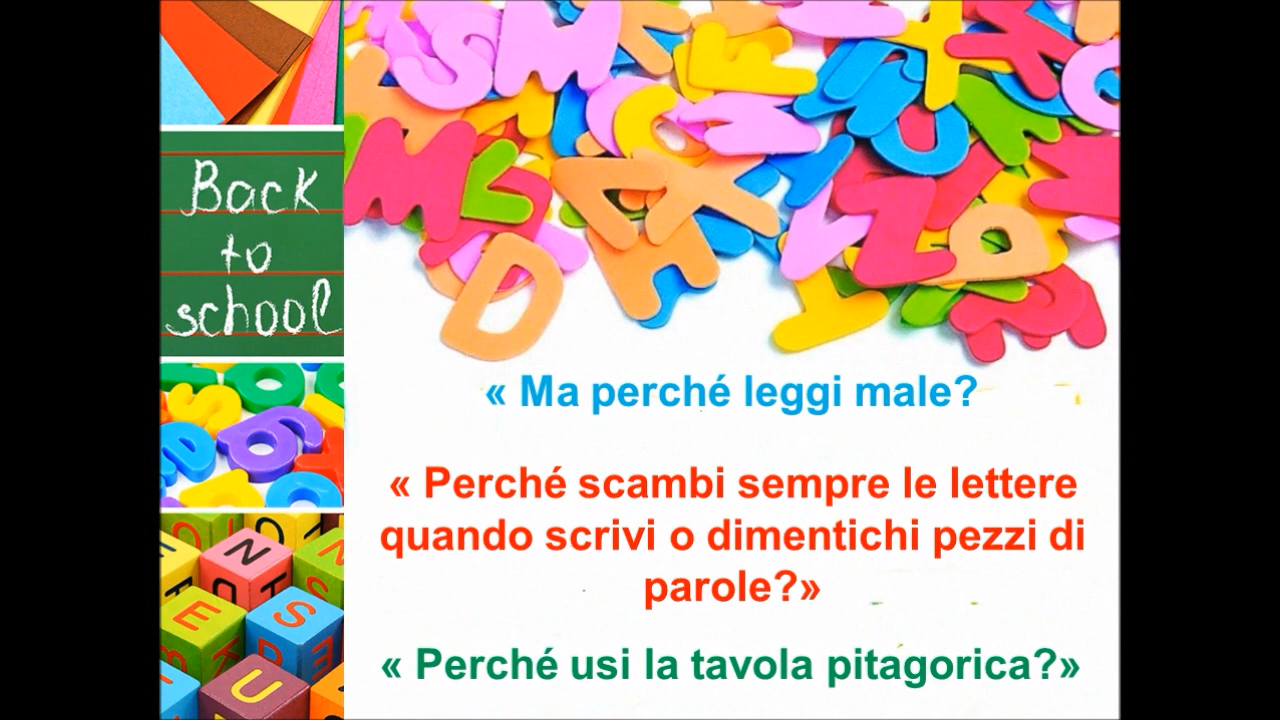 Back
to
school
« Ma perché leggi male?
« Perché scambi sempre le lettere
quando scrivi o dimentichi pezzi di
parole?»
« Perché usi la tavola pitagorica?»